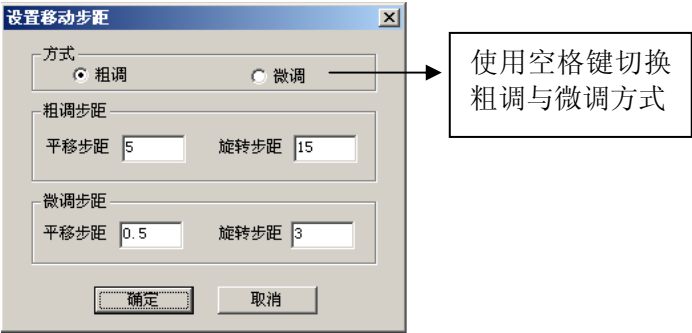 设置移动步距
方式
粗调 微调
使用空格键切换
粗调与微调方式
粗调步距
平移步距 5 旋转步距 15
微调步距
平移步距 0.5 旋转步距 3
确定 取消